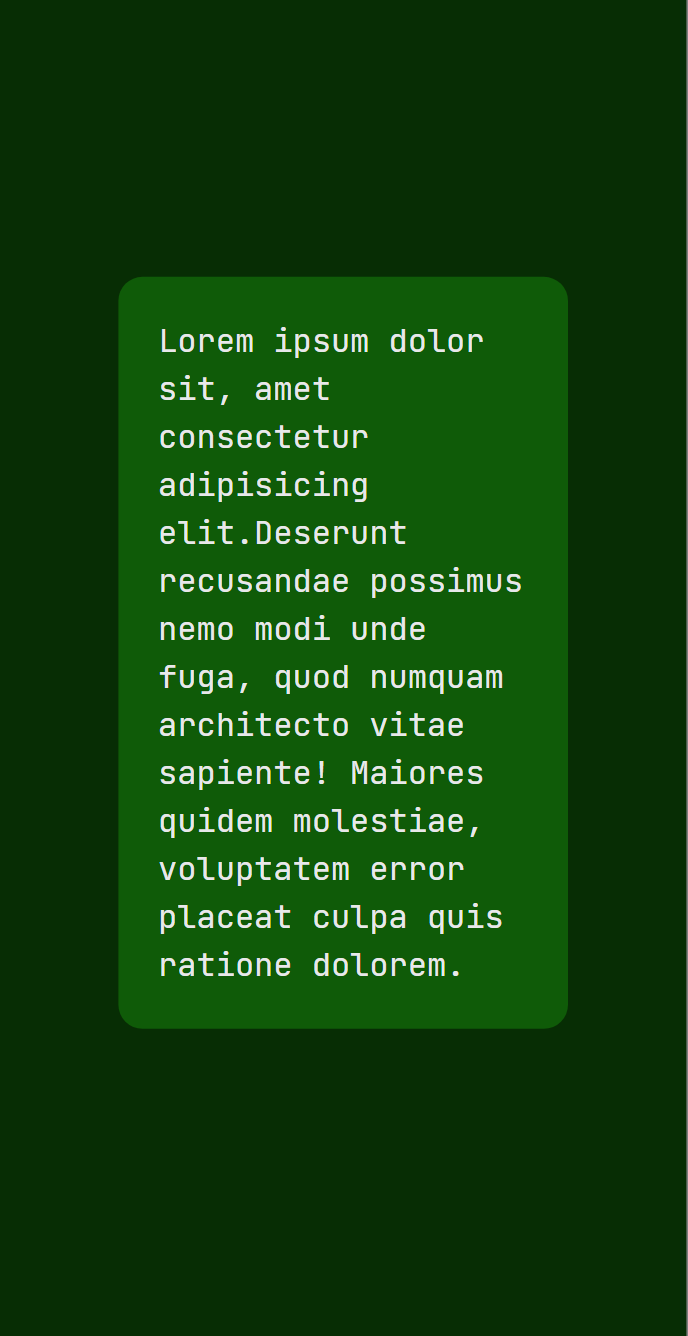 Lorem ipsum dolor
sit, amet
consectetur
adipisicing
elit.Deserunt
recusandae possimus
nemo modi unde
fuga, quod numquam
architecto vitae
sapiente! Maiores
quidem molestiae,
voluptatem error
placeat culpa quis
ratione dolorem.